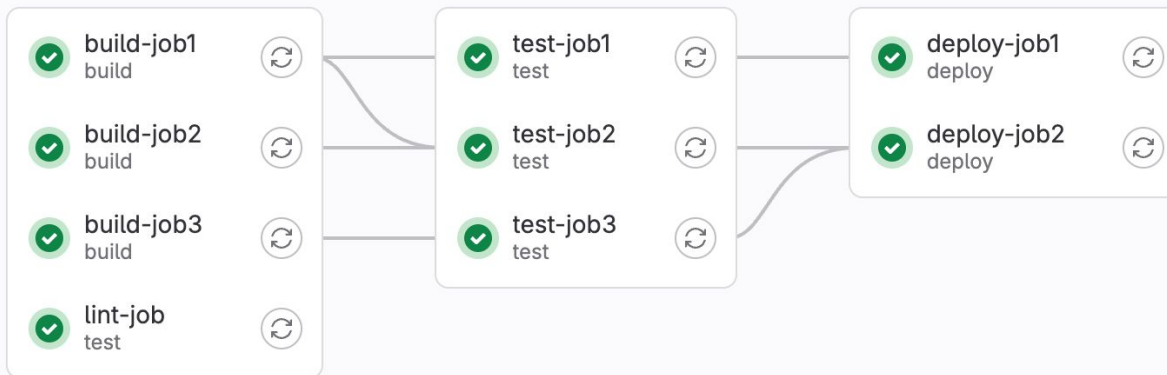 build-job1
build
build-job2
build
build-job3
build
lint-job
test
test-job1
test
test-job2
test
test-job3
test
deploy-job1
deploy
deploy-job2
deploy